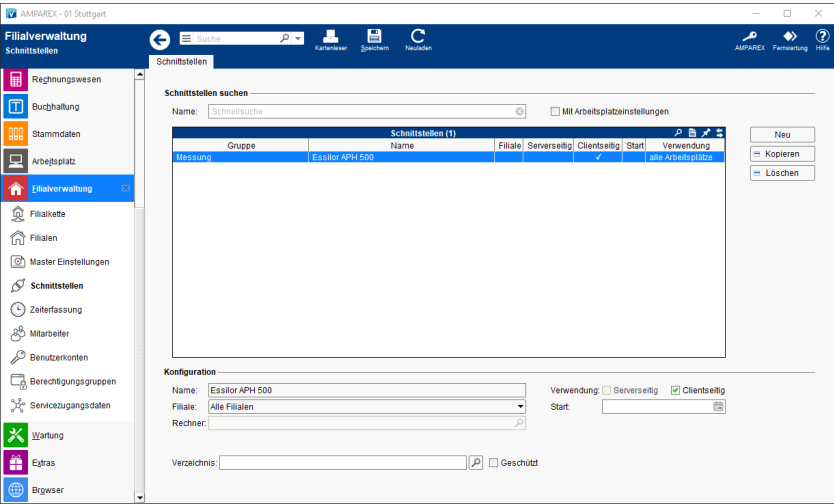 AMPAREX - 01 Stuttgart
Filialverwaltung
Schnittstellen
Suche
Kartenleser
Speichern
Neuladen
AMPAREX
Fernwartung
Hilfe
Schnittstellen
Rechnungswesen
Buchhaltung
Stammdaten
Arbeitsplatz
Filialverwaltung
Filialkette
Filialen
Master Einstellungen
Schnittstellen
Zeiterfassung
Mitarbeiter
Benutzerkonten
Berechtigungsgruppen
Servicezugangsdaten
Wartung
Extras
Browser
Schnittstellen suchen
Name: Schnellsuche Mit Arbeitsplatzeinstellungen
Schnittstellen (1)
Gruppe Name Filiale Serverseitig Clientseitig Start Verwendung
Messung Essilor APH 500 ✓ alle Arbeitsplätze
Neu
Kopieren
Löschen
Konfiguration
Name: Essilor APH 500 Verwendung: Serverseitig Clientseitig
Filiale: Alle Filialen Start:
Rechner:
Verzeichnis: Geschützt